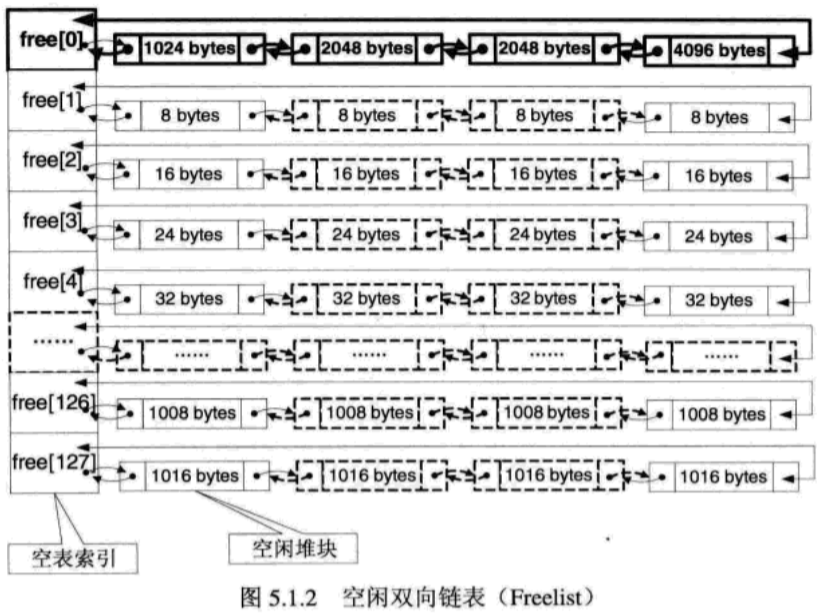 free[0] 1024 bytes 2048 bytes 2048 bytes 4096 bytes
free[1] 8 bytes 8 bytes 8 bytes 8 bytes
free[2] 16 bytes 16 bytes 16 bytes 16 bytes
free[3] 24 bytes 24 bytes 24 bytes 24 bytes
free[4] 32 bytes 32 bytes 32 bytes 32 bytes
…… …… …… …… ……
free[126] 1008 bytes 1008 bytes 1008 bytes 1008 bytes
free[127] 1016 bytes 1016 bytes 1016 bytes 1016 bytes
空表索引 空闲堆块
图 5.1.2 空闲双向链表（Freelist）